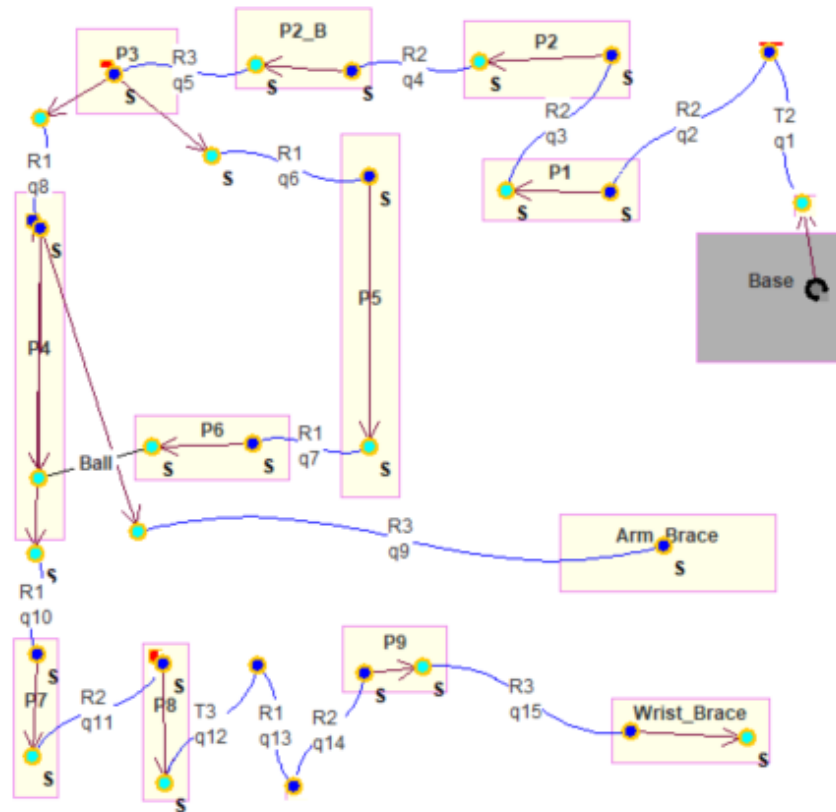 P3
R3
q5
S
P2_B
S
S
R2
q4
P2
S
S
R2
q3
R2
q2
T2
q1
R1
q8
S
R1
q6
S
P1
S
S
S
P4
P5
Base
Ball
P6
S
S
R1
q7
S
S
R3
q9
Arm_Brace
S
R1
q10
P7
S
S
R2
q11
P8
S
S
T3
q12
R1
q13
R2
q14
P9
S
S
R3
q15
Wrist_Brace
S